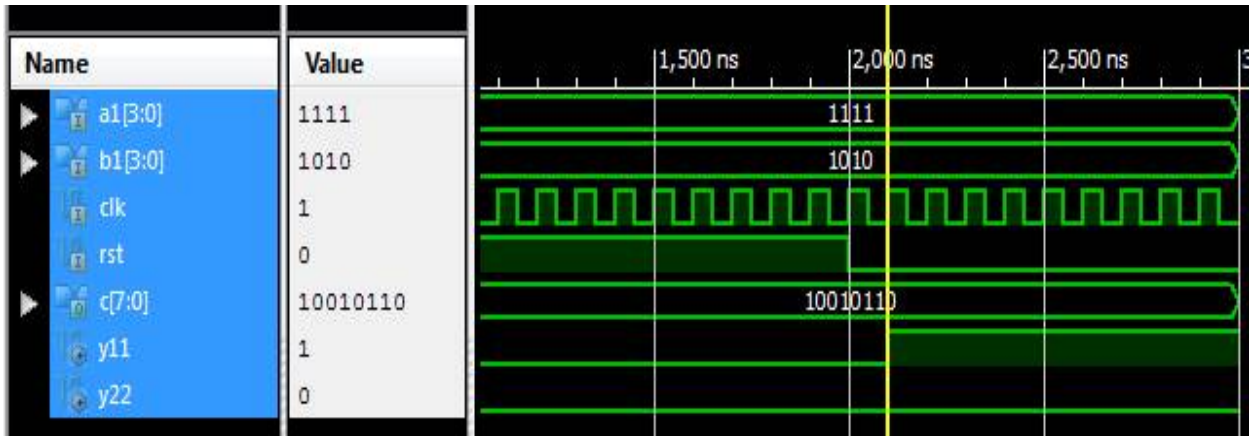 Name Value 1,500 ns 2,000 ns 2,500 ns 3
a1[3:0] 1111 1111
b1[3:0] 1010 1010
clk 1
rst 0
c[7:0] 10010110 10010110
y11 1
y22 0